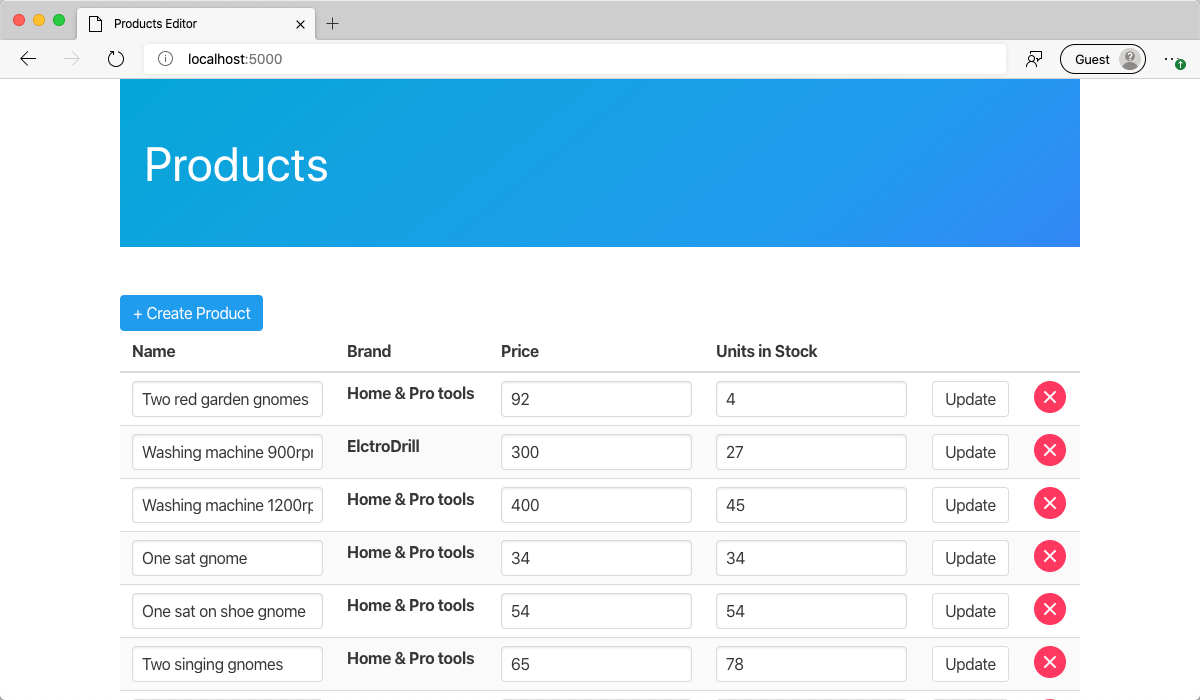 Products Editor
localhost:5000
Guest
Products
+ Create Product
Name Brand Price Units in Stock
Two red garden gnomes Home & Pro tools 92 4 Update
Washing machine 900rpm ElctroDrill 300 27 Update
Washing machine 1200rp Home & Pro tools 400 45 Update
One sat gnome Home & Pro tools 34 34 Update
One sat on shoe gnome Home & Pro tools 54 54 Update
Two singing gnomes Home & Pro tools 65 78 Update